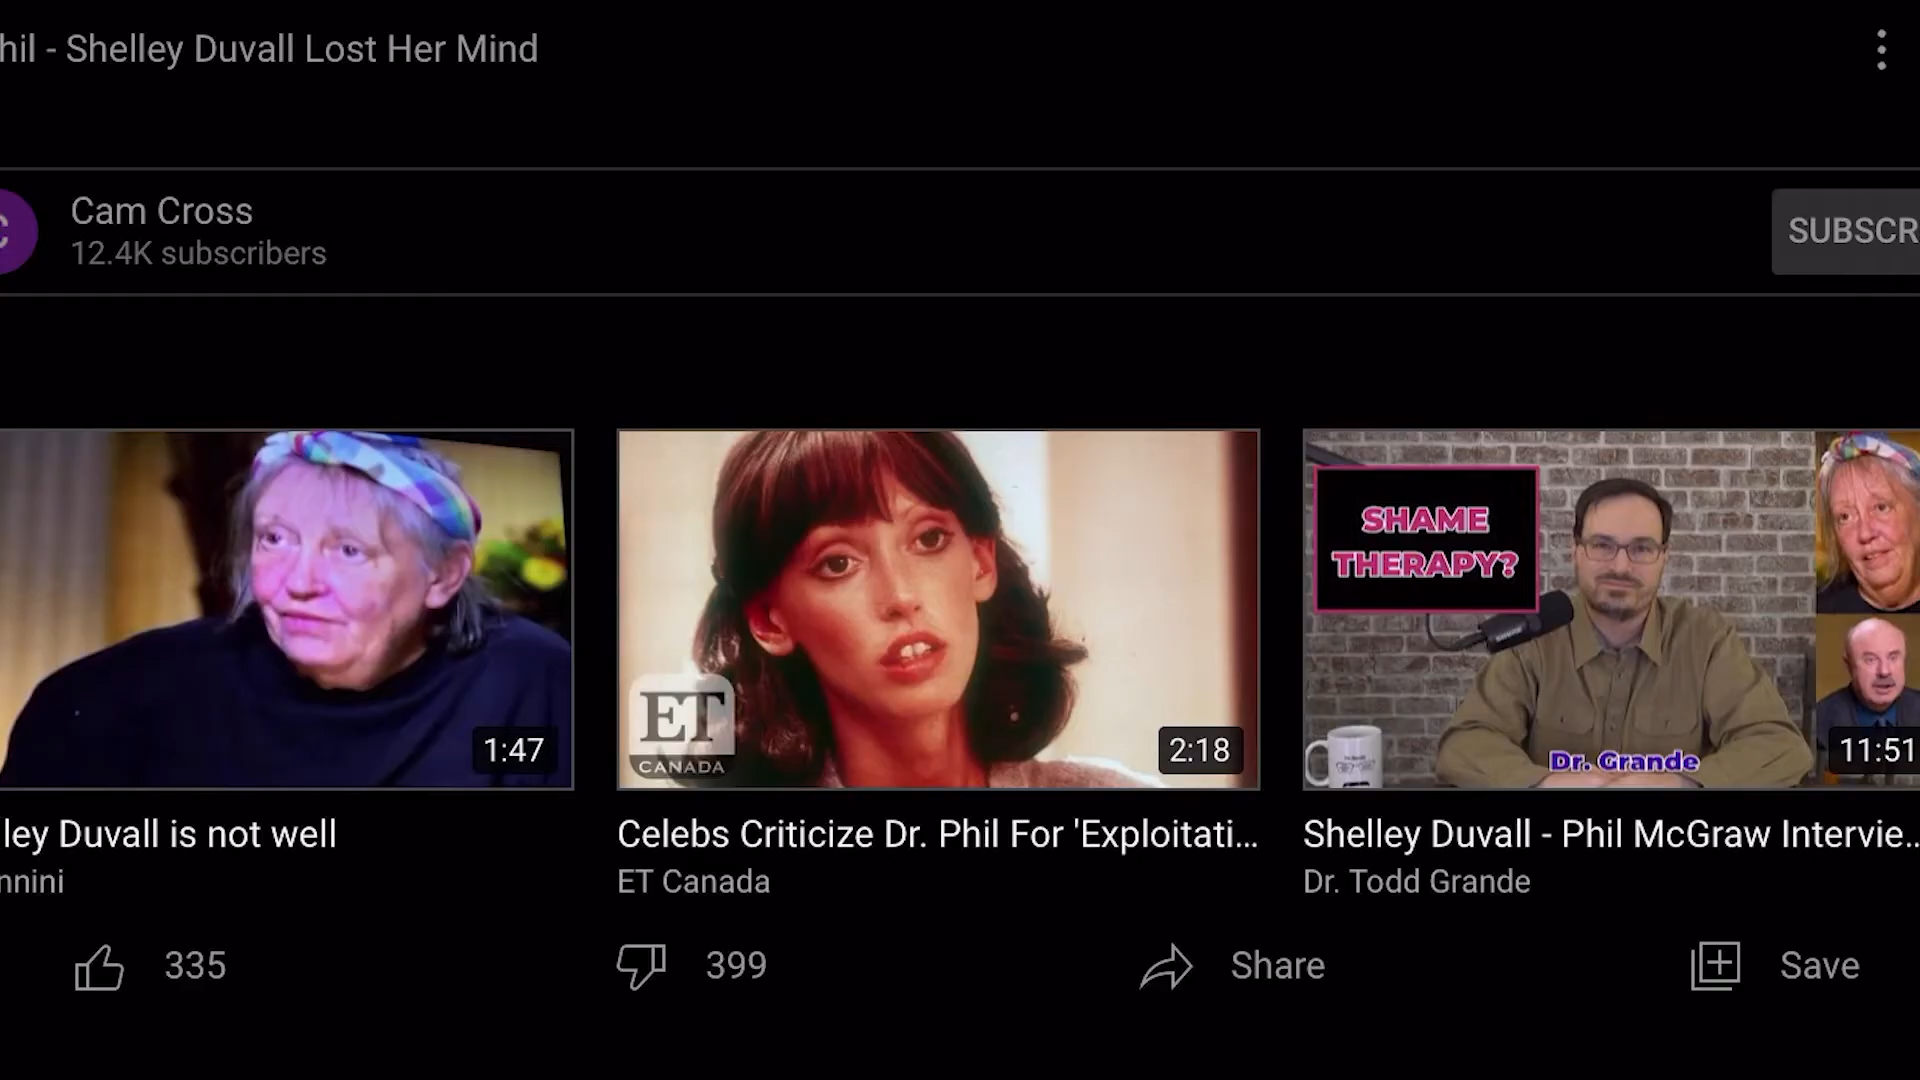 hil - Shelley Duvall Lost Her Mind
C
Cam Cross
12.4K subscribers
SUBSCR
SHAME
THERAPY?
ET
CANADA
Dr. Grande
1:47
2:18
11:51
ley Duvall is not well
Celebs Criticize Dr. Phil For 'Exploitati...
Shelley Duvall - Phil McGraw Intervie...
nnini
ET Canada
Dr. Todd Grande
335
399
Share
Save